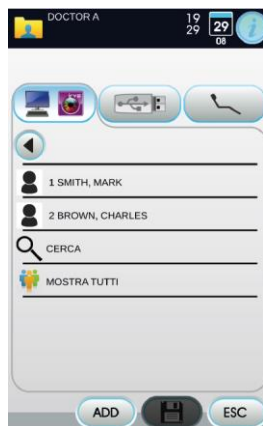 DOCTOR A
19
29
29
08
i
1 SMITH, MARK
2 BROWN, CHARLES
CERCA
MOSTRA TUTTI
ADD
ESC